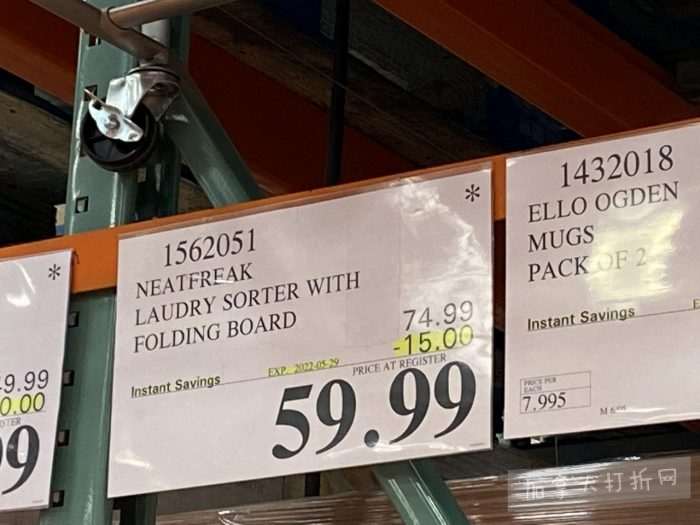 *
49.99
0.00
1562051
*
NEATFREAK
LAUDRY SORTER WITH
FOLDING BOARD
74.99
-15.00
Instant Savings
EXP. 2022-05-29
PRICE AT REGISTER
59.99
1432018
ELLO OGDEN
MUGS
PACK OF 2
Instant Savings
PRICE PER
EACH
7.995
加拿大打折网